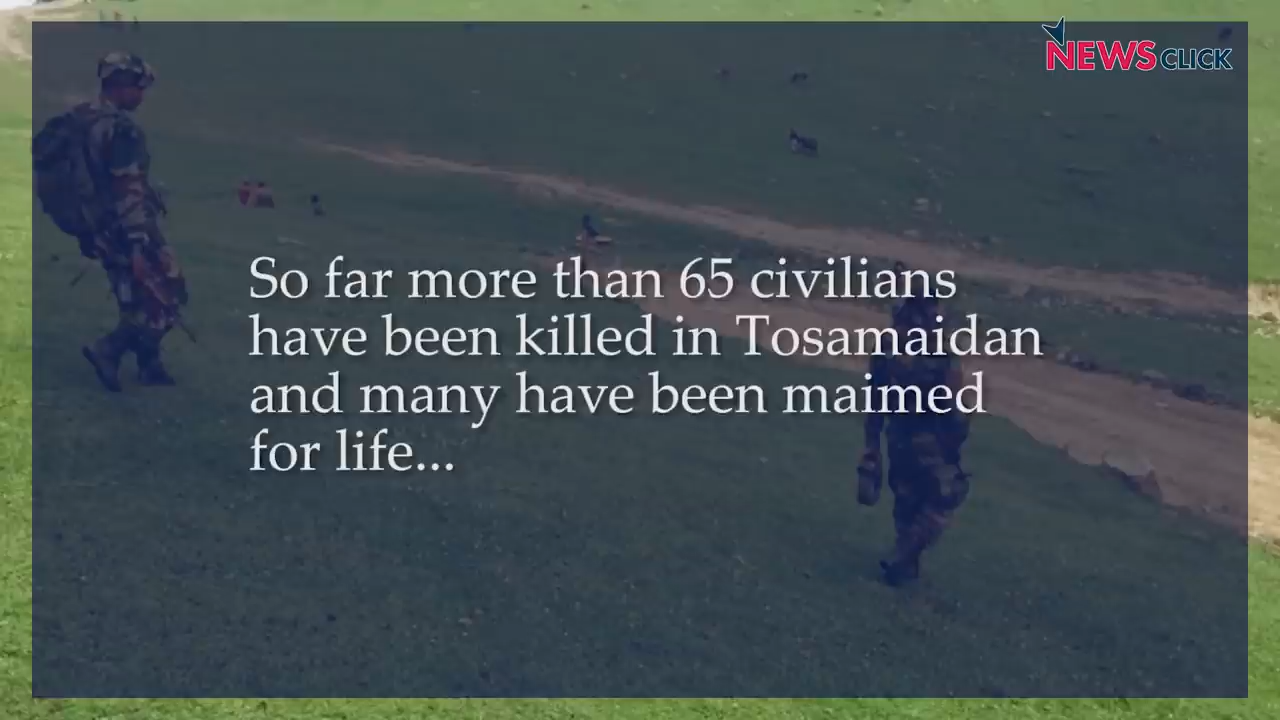 NEWSCLICK
So far more than 65 civilians
have been killed in Tosamaidan
and many have been maimed
for life...